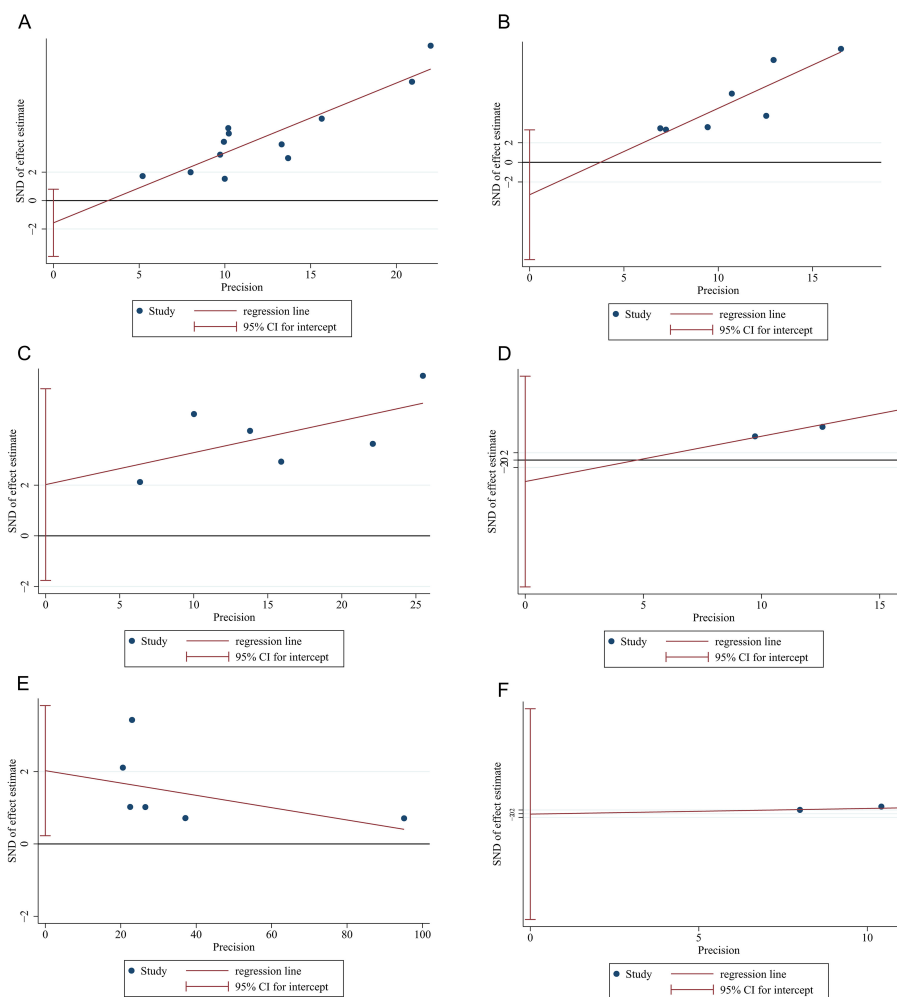 A
SND of effect estimate
2
0
−2
0
5
10
15
20
Precision
Study
regression line
95% CI for intercept
B
SND of effect estimate
2
0
−2
0
5
10
15
Precision
Study
regression line
95% CI for intercept
C
SND of effect estimate
2
0
−2
0
5
10
15
20
25
Precision
Study
regression line
95% CI for intercept
D
SND of effect estimate
−2 0 2
0
5
10
15
Precision
Study
regression line
95% CI for intercept
E
SND of effect estimate
2
0
−2
0
20
40
60
80
100
Precision
Study
regression line
95% CI for intercept
F
SND of effect estimate
0
5
10
Precision
Study
regression line
95% CI for intercept